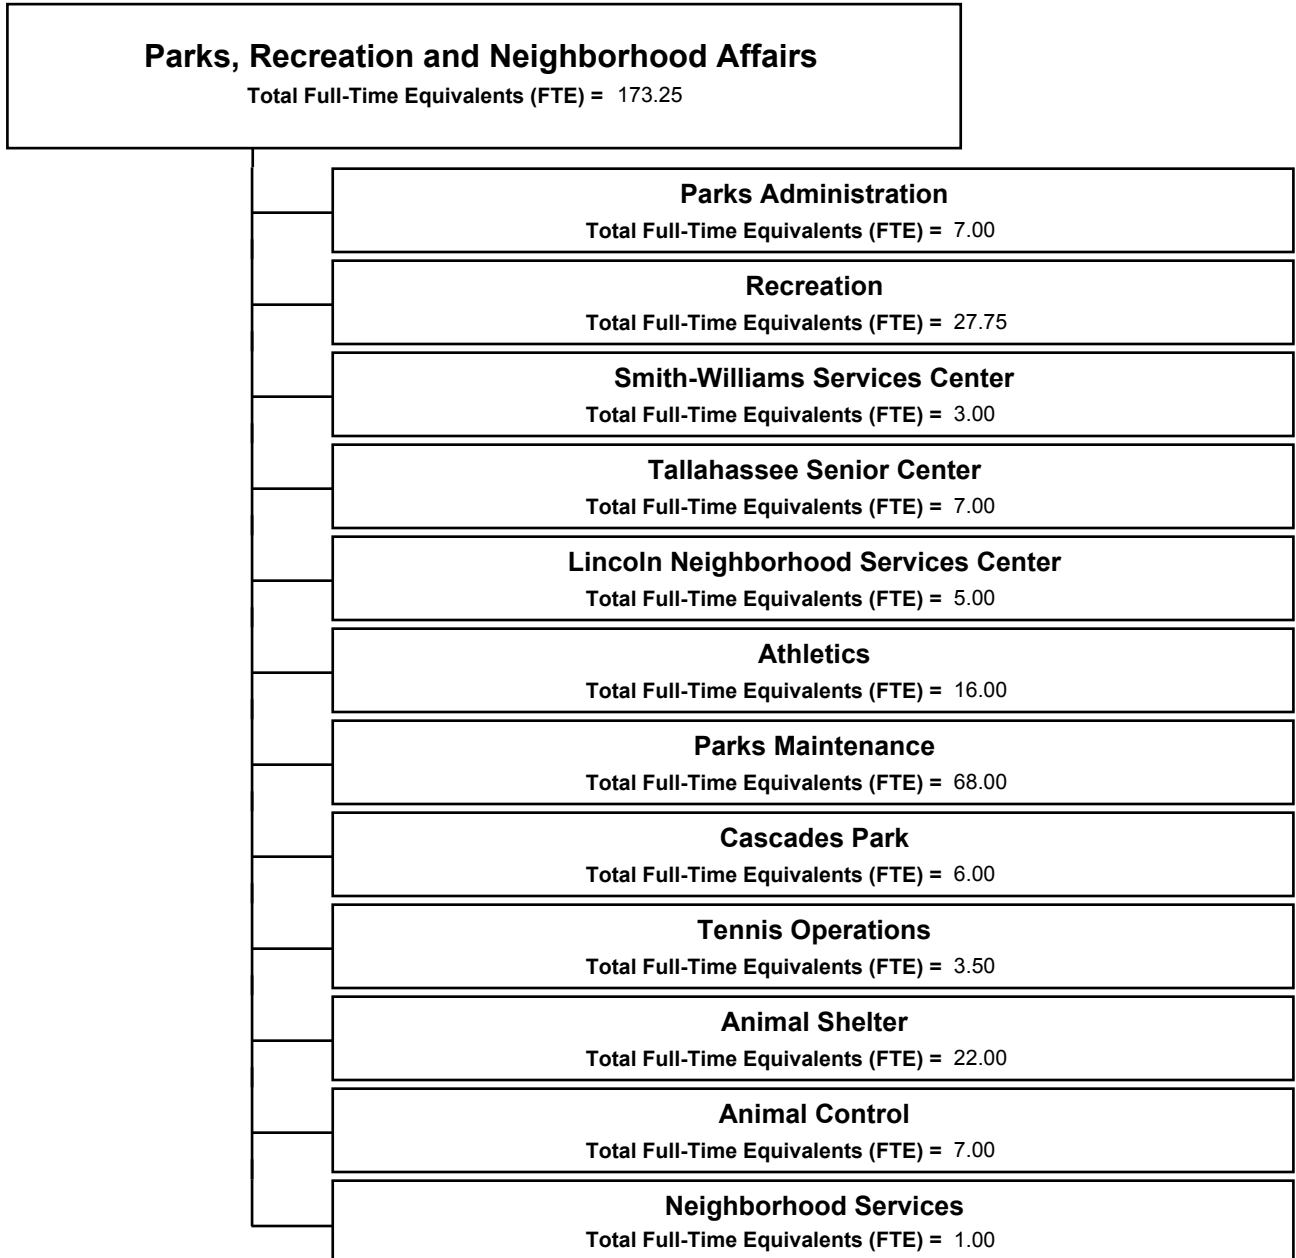 Parks, Recreation and Neighborhood Affairs
Total Full-Time Equivalents (FTE) = 173.25
Parks Administration
Total Full-Time Equivalents (FTE) = 7.00
Recreation
Total Full-Time Equivalents (FTE) = 27.75
Smith-Williams Services Center
Total Full-Time Equivalents (FTE) = 3.00
Tallahassee Senior Center
Total Full-Time Equivalents (FTE) = 7.00
Lincoln Neighborhood Services Center
Total Full-Time Equivalents (FTE) = 5.00
Athletics
Total Full-Time Equivalents (FTE) = 16.00
Parks Maintenance
Total Full-Time Equivalents (FTE) = 68.00
Cascades Park
Total Full-Time Equivalents (FTE) = 6.00
Tennis Operations
Total Full-Time Equivalents (FTE) = 3.50
Animal Shelter
Total Full-Time Equivalents (FTE) = 22.00
Animal Control
Total Full-Time Equivalents (FTE) = 7.00
Neighborhood Services
Total Full-Time Equivalents (FTE) = 1.00